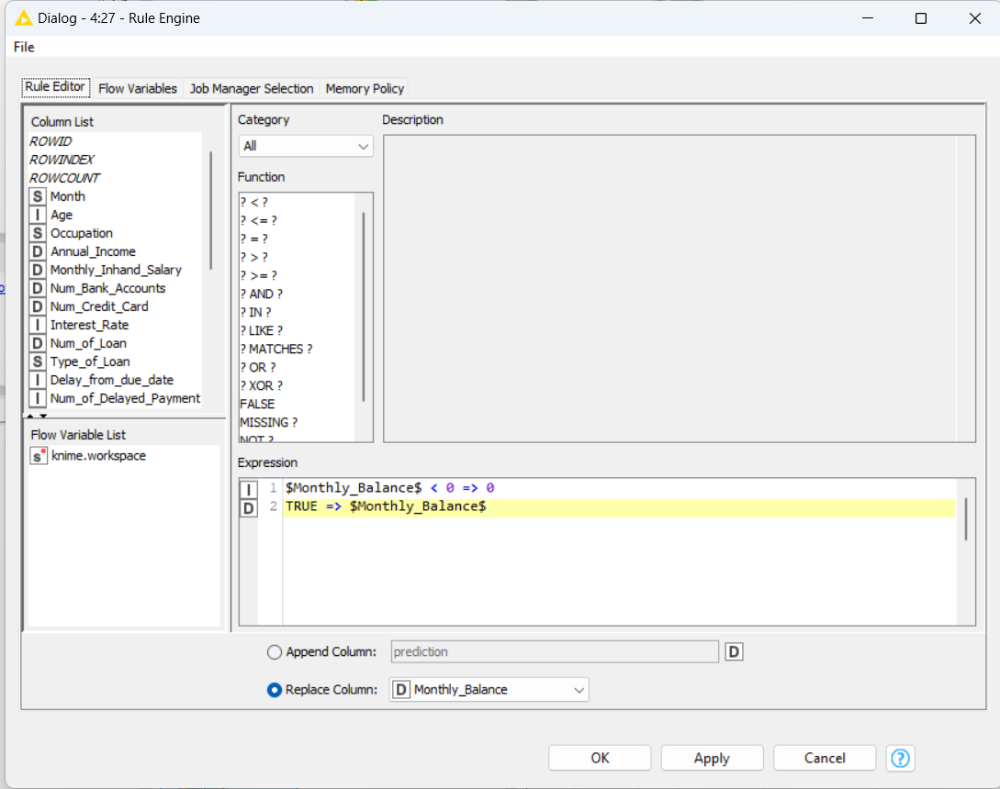 Dialog - 4:27 - Rule Engine
File
Rule Editor
Flow Variables
Job Manager Selection
Memory Policy
Column List
ROWID
ROWINDEX
ROWCOUNT
S Month
I Age
S Occupation
D Annual_Income
D Monthly_Inhand_Salary
D Num_Bank_Accounts
D Num_Credit_Card
I Interest_Rate
D Num_of_Loan
S Type_of_Loan
I Delay_from_due_date
I Num_of_Delayed_Payment
Flow Variable List
s knime.workspace
Category
All
Function
? < ?
? <= ?
? = ?
? > ?
? >= ?
? AND ?
? IN ?
? LIKE ?
? MATCHES ?
? OR ?
? XOR ?
FALSE
MISSING ?
NOT ?
Description
Expression
I 1 $Monthly_Balance$ < 0 => 0
D 2 TRUE => $Monthly_Balance$
Append Column: prediction D
Replace Column: D Monthly_Balance
OK
Apply
Cancel
?